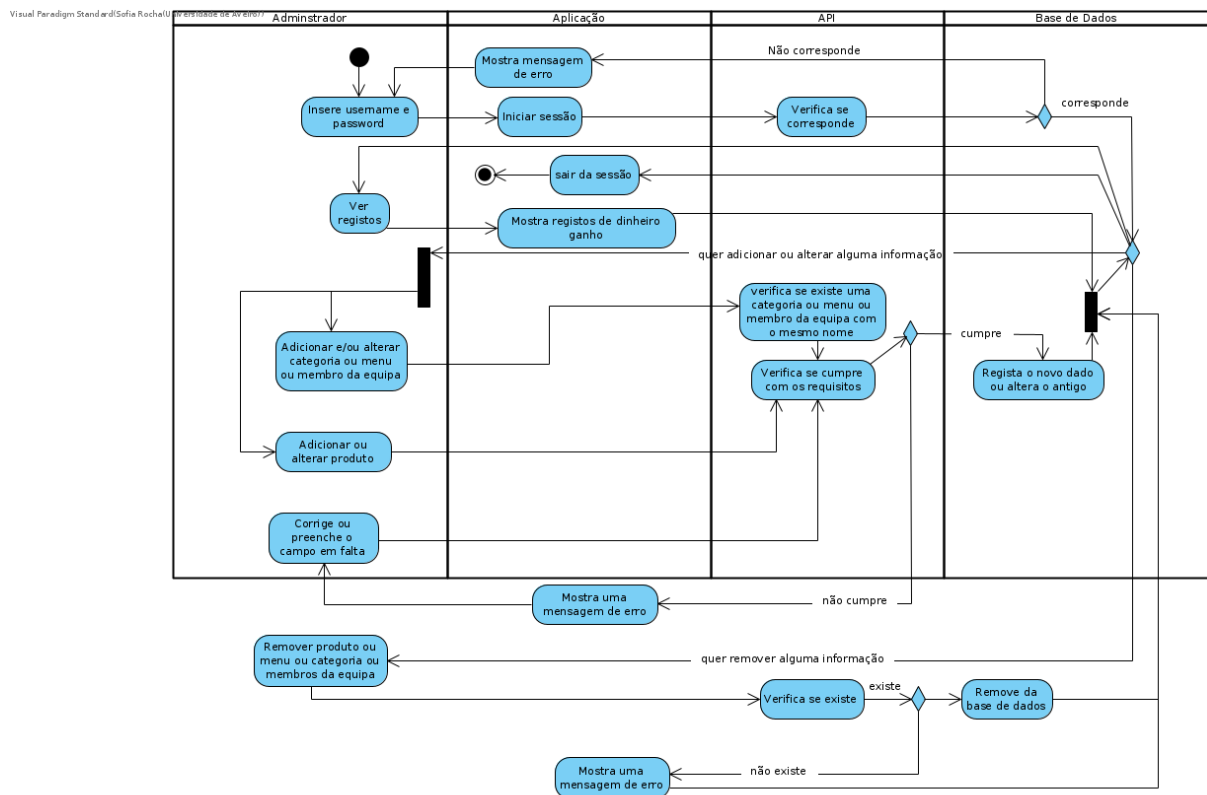 Visual Paradigm Standard(Sofia Rocha(Universidade de Aveiro))
Adminstrador
Aplicação
API
Base de Dados
Mostra mensagem
de erro
Não corresponde
Insere username e
password
Iniciar sessão
Verifica se
corresponde
corresponde
sair da sessão
Ver
registos
Mostra registos de dinheiro
ganho
quer adicionar ou alterar alguma informação
verifica se existe uma
categoria ou menu ou
membro da equipa com
o mesmo nome
cumpre
Adicionar e/ou alterar
categoria ou menu
ou membro da equipa
Verifica se cumpre
com os requisitos
Regista o novo dado
ou altera o antigo
Adicionar ou
alterar produto
Corrige ou
preenche o
campo em falta
Mostra uma
mensagem de erro
não cumpre
Remover produto ou
menu ou categoria ou
membros da equipa
quer remover alguma informação
Verifica se existe
existe
Remove da
base de dados
Mostra uma
mensagem de erro
não existe